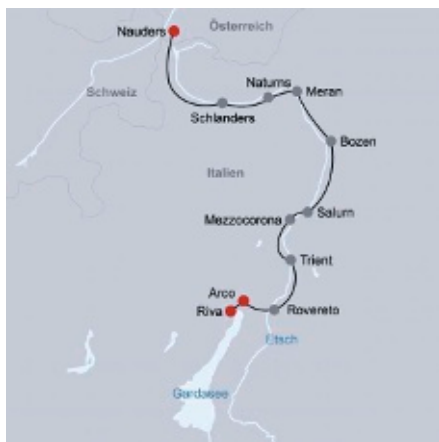 Österreich
Nauders
Naturns
Meran
Schweiz
Schlanders
Bozen
Italien
Salurn
Mezzocorona
Trient
Arco
Riva
Rovereto
Etsch
Gardasee